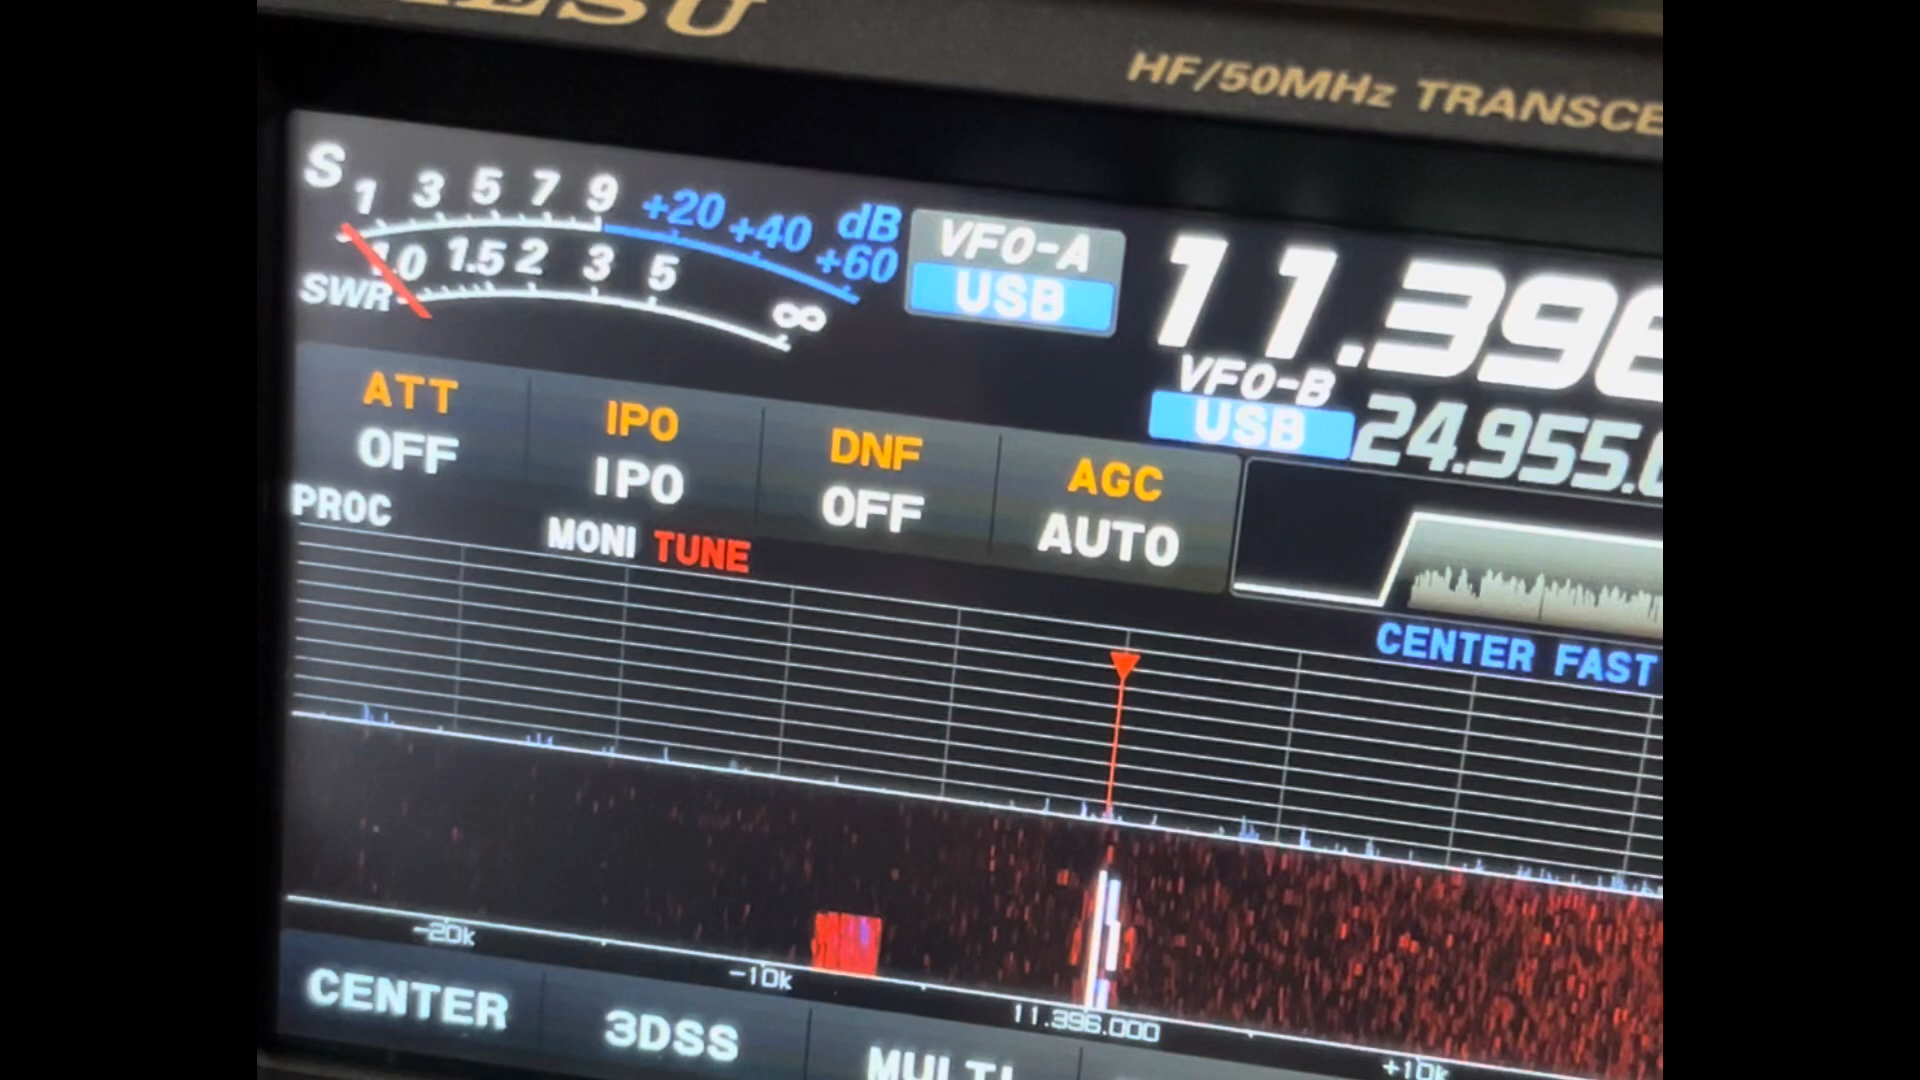 ESU
HF/50MHz TRANSCE
S 1 3 5 7 9 +20 +40 +60 dB
SWR 1.0 1.5 2 3 5 ∞
VFO-A
USB
11.396
VFO-B
USB
24.955.
ATT
OFF
IPO
IPO
DNF
OFF
AGC
AUTO
PROC
MONI TUNE
CENTER FAST
-20k
-10k
11.396.000
+10k
CENTER
3DSS
MULTI